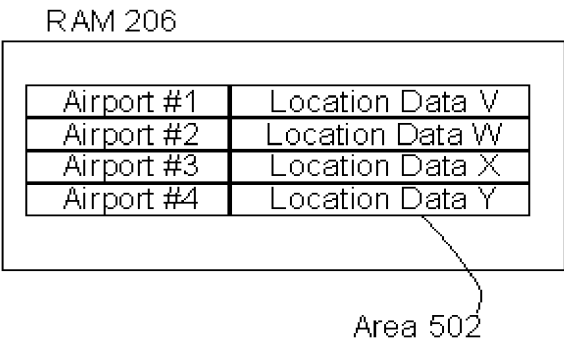 RAM 206
Airport #1 Location Data V
Airport #2 Location Data W
Airport #3 Location Data X
Airport #4 Location Data Y
Area 502